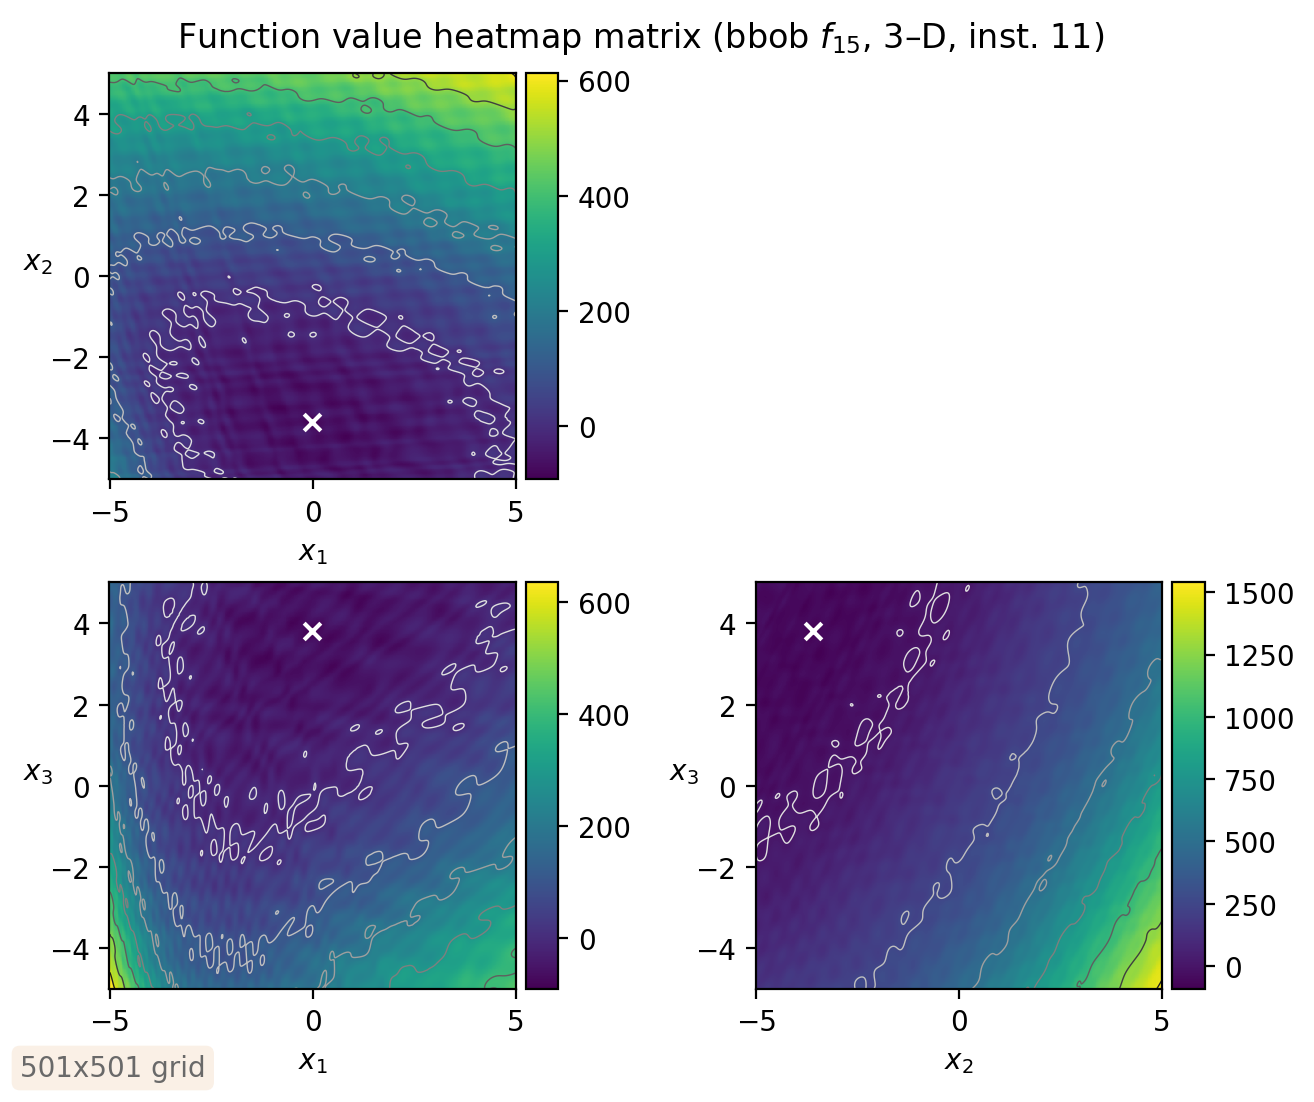 Function value heatmap matrix (bbob f₁₅, 3–D, inst. 11)
600
400
200
0
4
2
0
−2
−4
x₂
−5 0 5
x₁
600
400
200
0
4
2
0
−2
−4
x₃
−5 0 5
x₁
1500
1250
1000
750
500
250
0
4
2
0
−2
−4
x₃
−5 0 5
x₂
501x501 grid